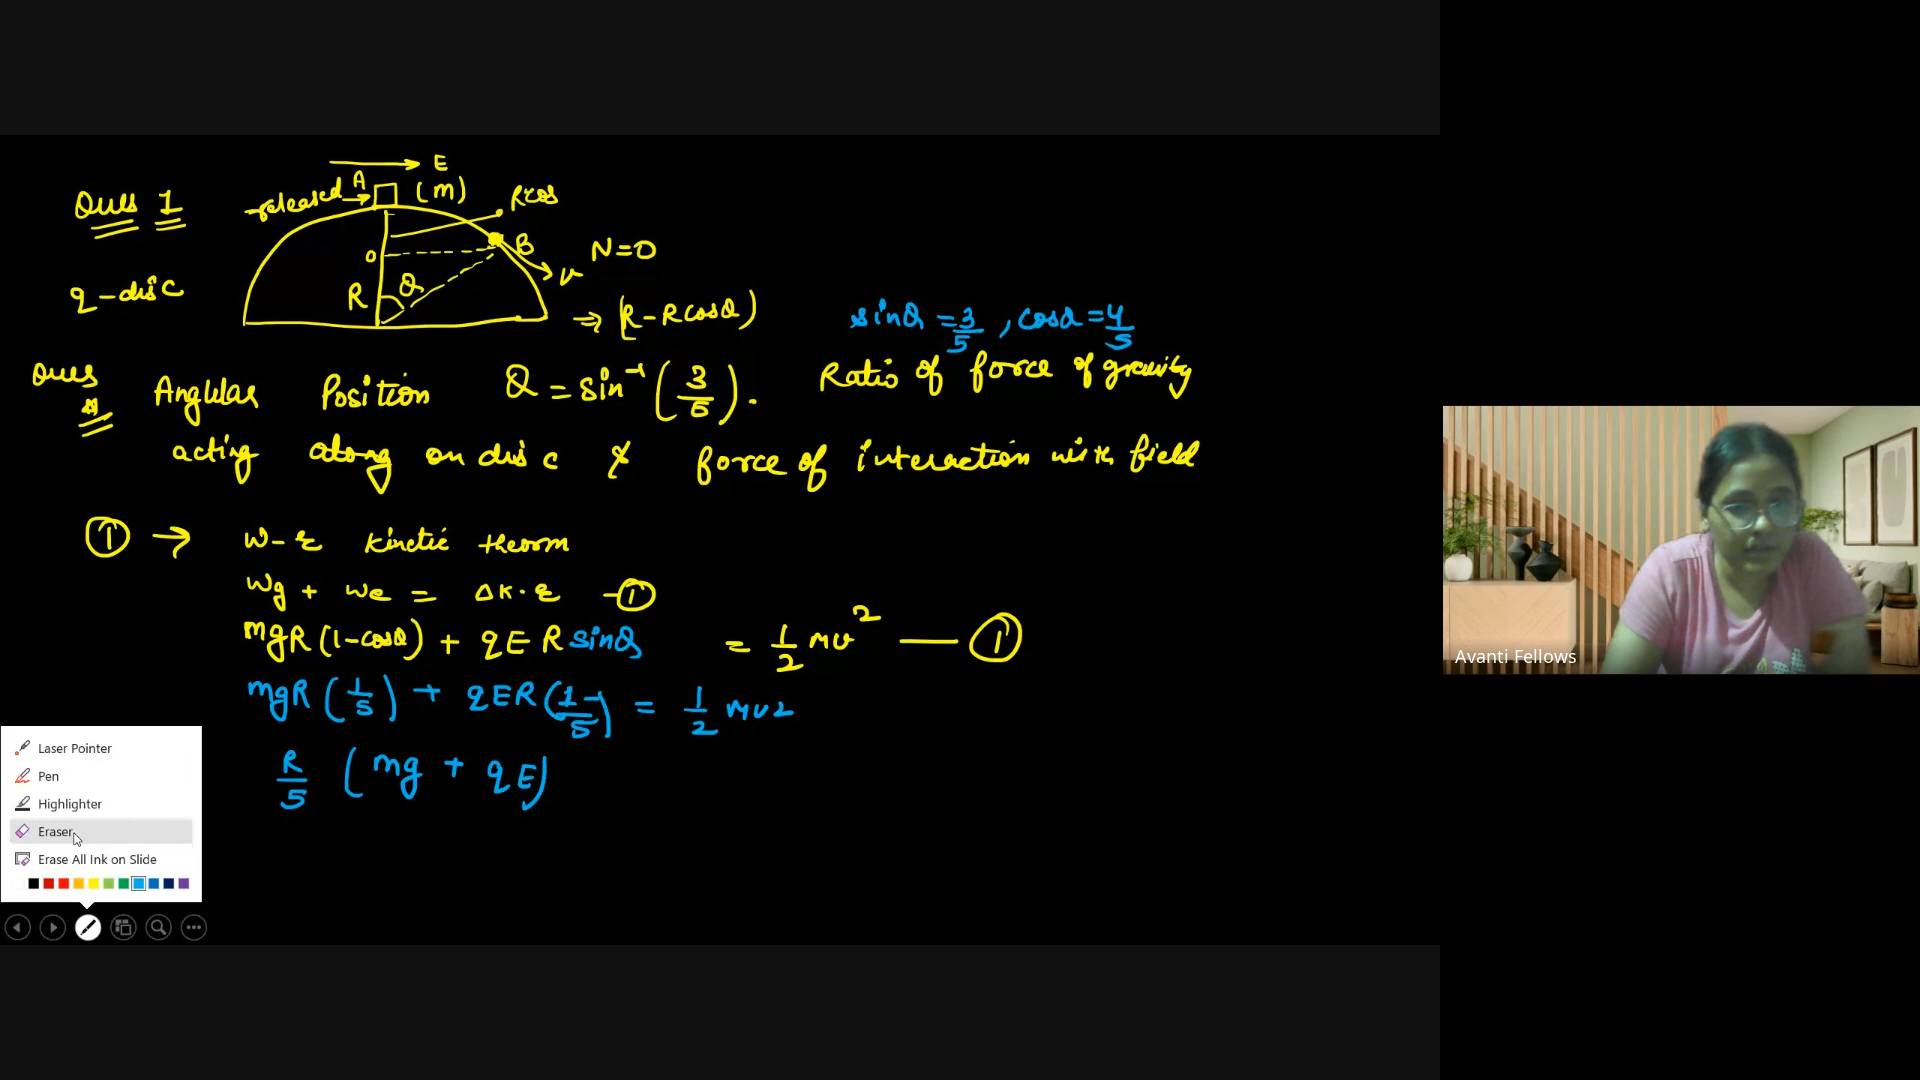 Ques 1
q-disc
released A
E
(m)
Rcos
B
N=0
v
O
R
θ
⇒ (R-Rcosθ)
sinθ = 3/5 , cosθ = 4/5
Ques
Angular Position θ = sin⁻¹ (3/5). Ratio of force of gravity
acting along on disc & force of interaction with field
① → W-E Kinetic theorm
Wg + We = ΔK.E -①
mgR(1-cosθ) + qE R sinθ = 1/2 mv² — ①
mgR (1/5) + qER (1/5) = 1/2 mv2
R/5 (mg + qE)
Laser Pointer
Pen
Highlighter
Eraser
Erase All Ink on Slide
Avanti Fellows